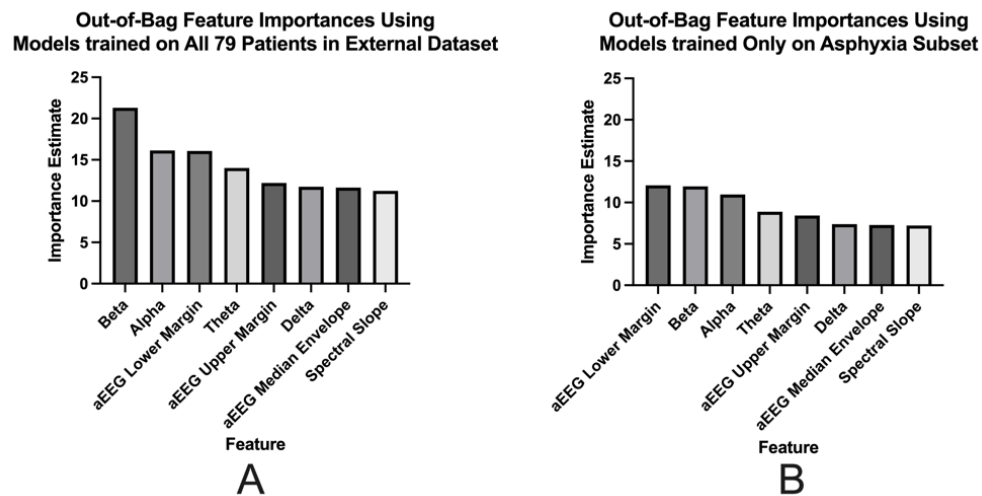 Out-of-Bag Feature Importances Using
Models trained on All 79 Patients in External Dataset
Importance Estimate
25
20
15
10
5
0
Beta
Alpha
aEEG Lower Margin
Theta
aEEG Upper Margin
Delta
aEEG Median Envelope
Spectral Slope
Feature
A
Out-of-Bag Feature Importances Using
Models trained Only on Asphyxia Subset
Importance Estimate
25
20
15
10
5
0
aEEG Lower Margin
Beta
Alpha
Theta
aEEG Upper Margin
Delta
aEEG Median Envelope
Spectral Slope
Feature
B